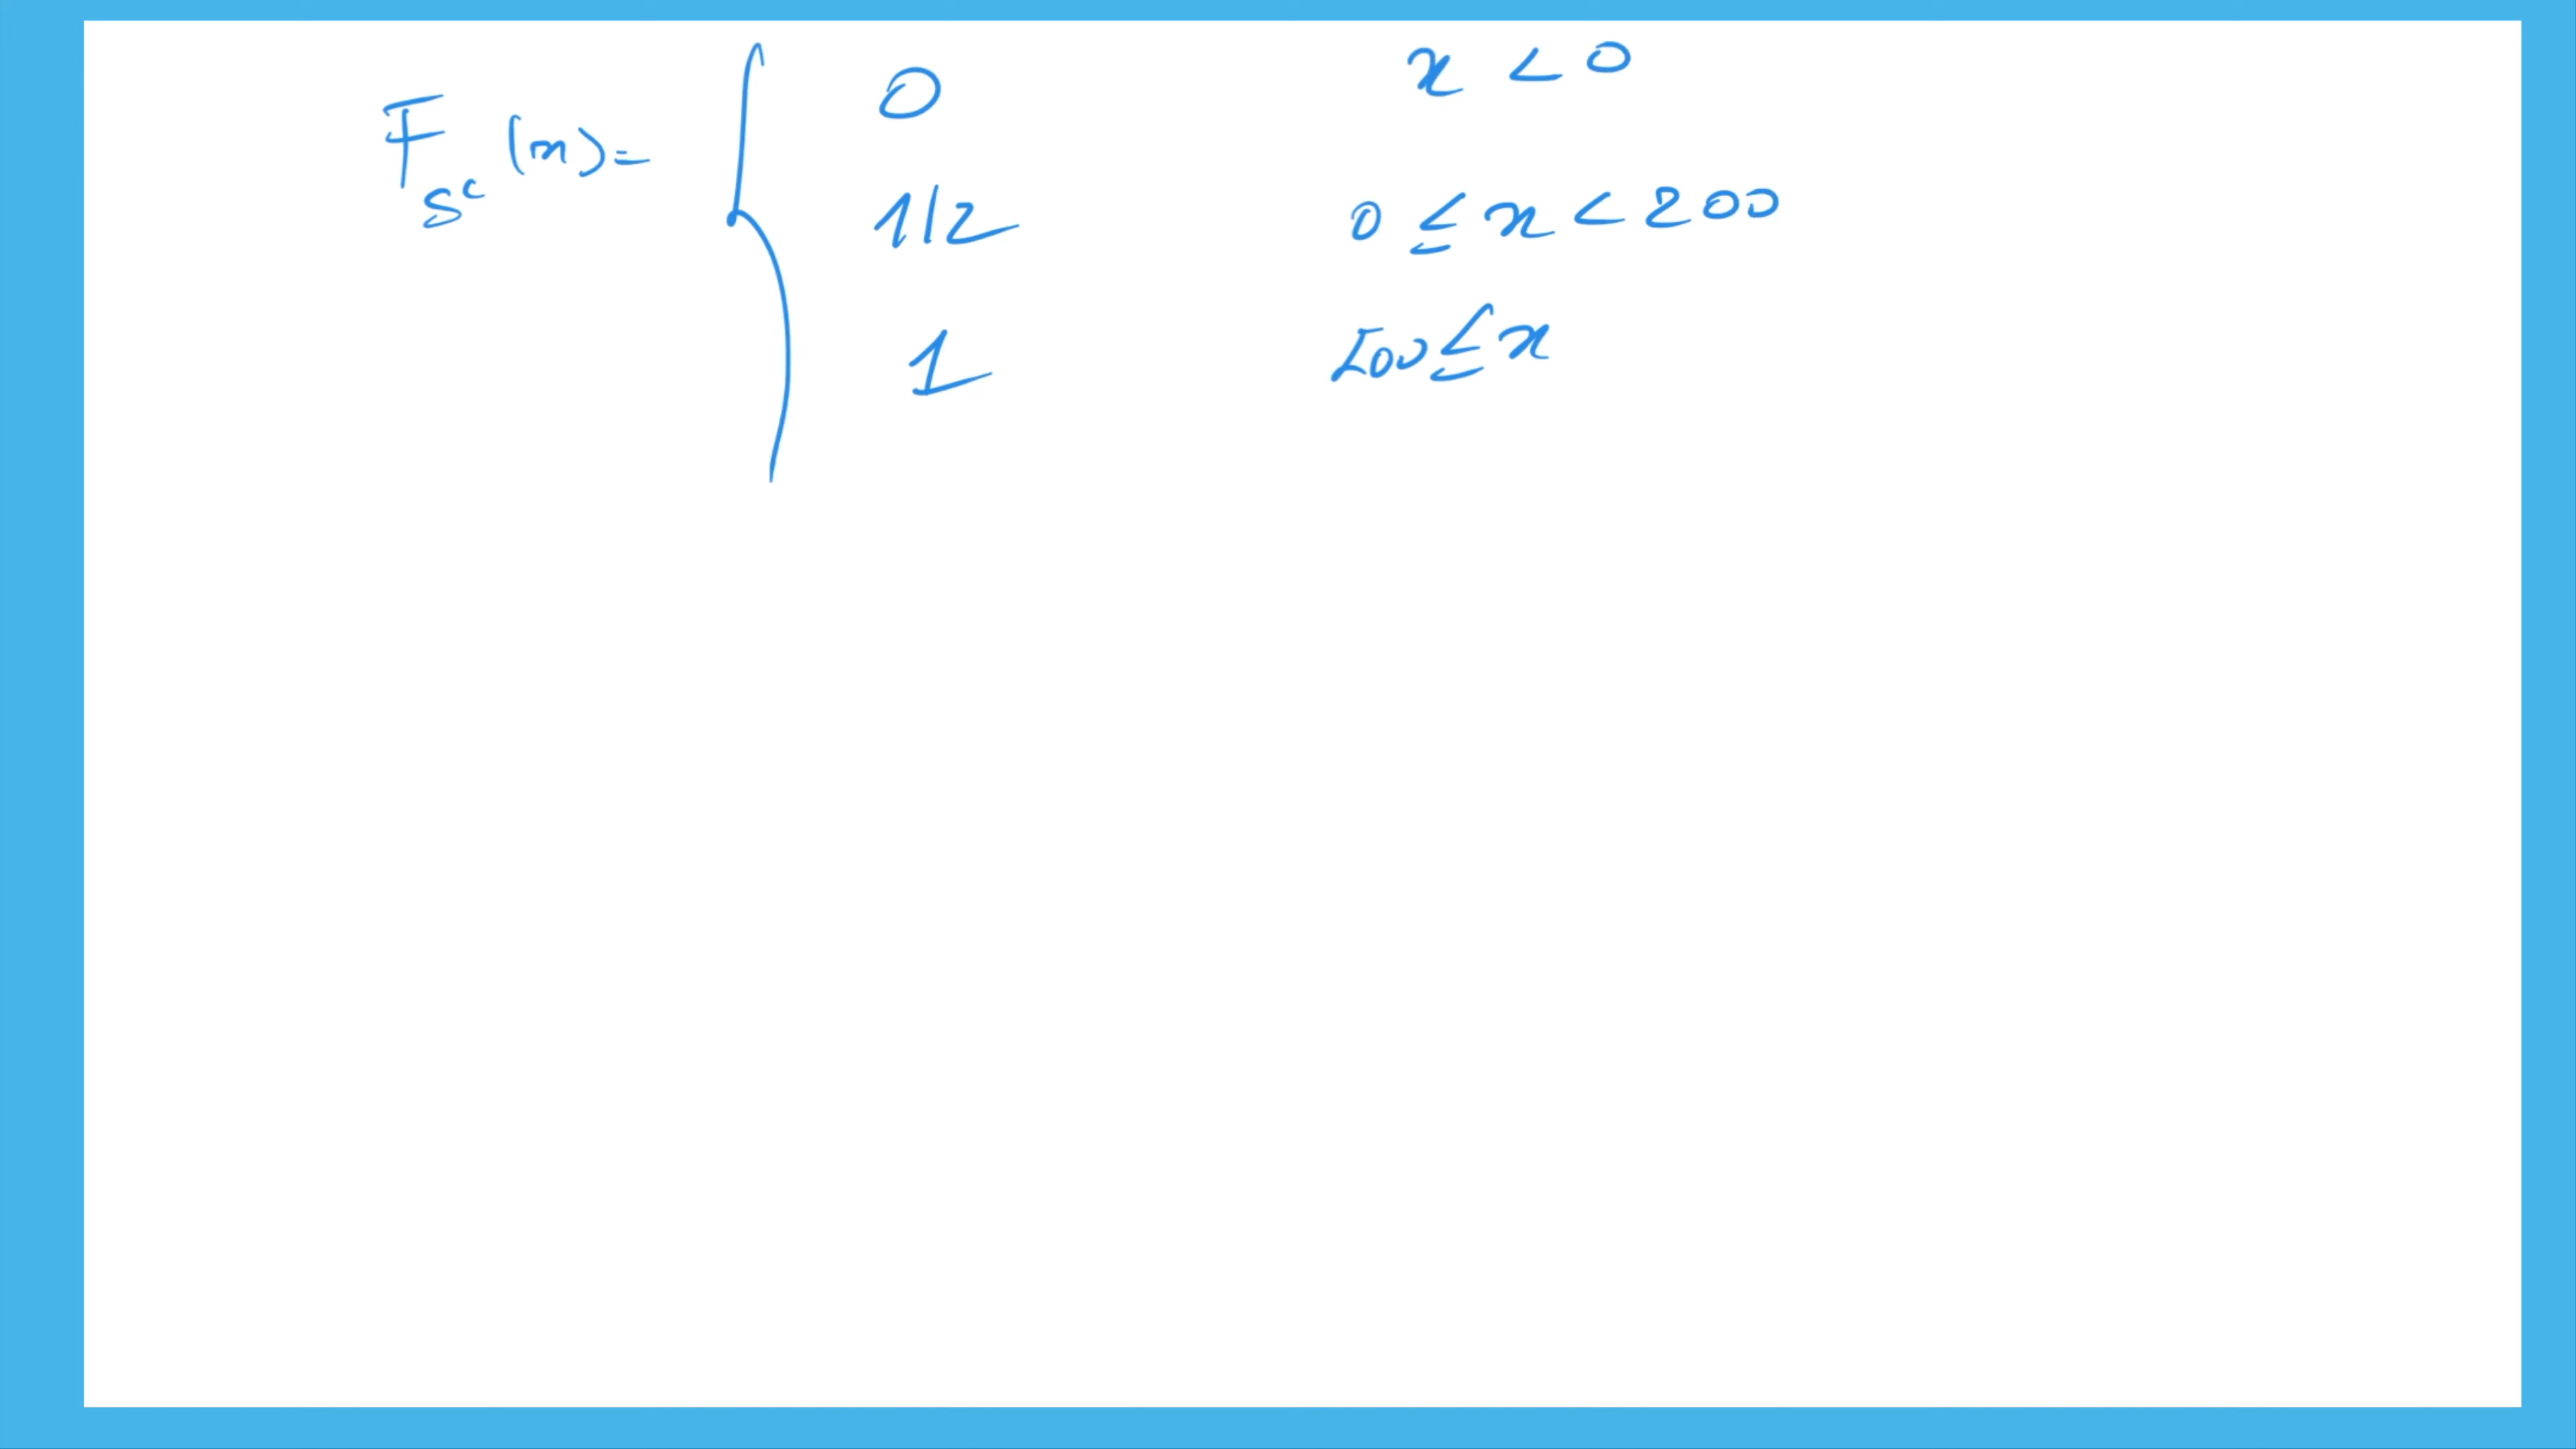 F_{S^c}(x) = { 0 x < 0
1/2 0 ≤ x < 200
1 200 ≤ x